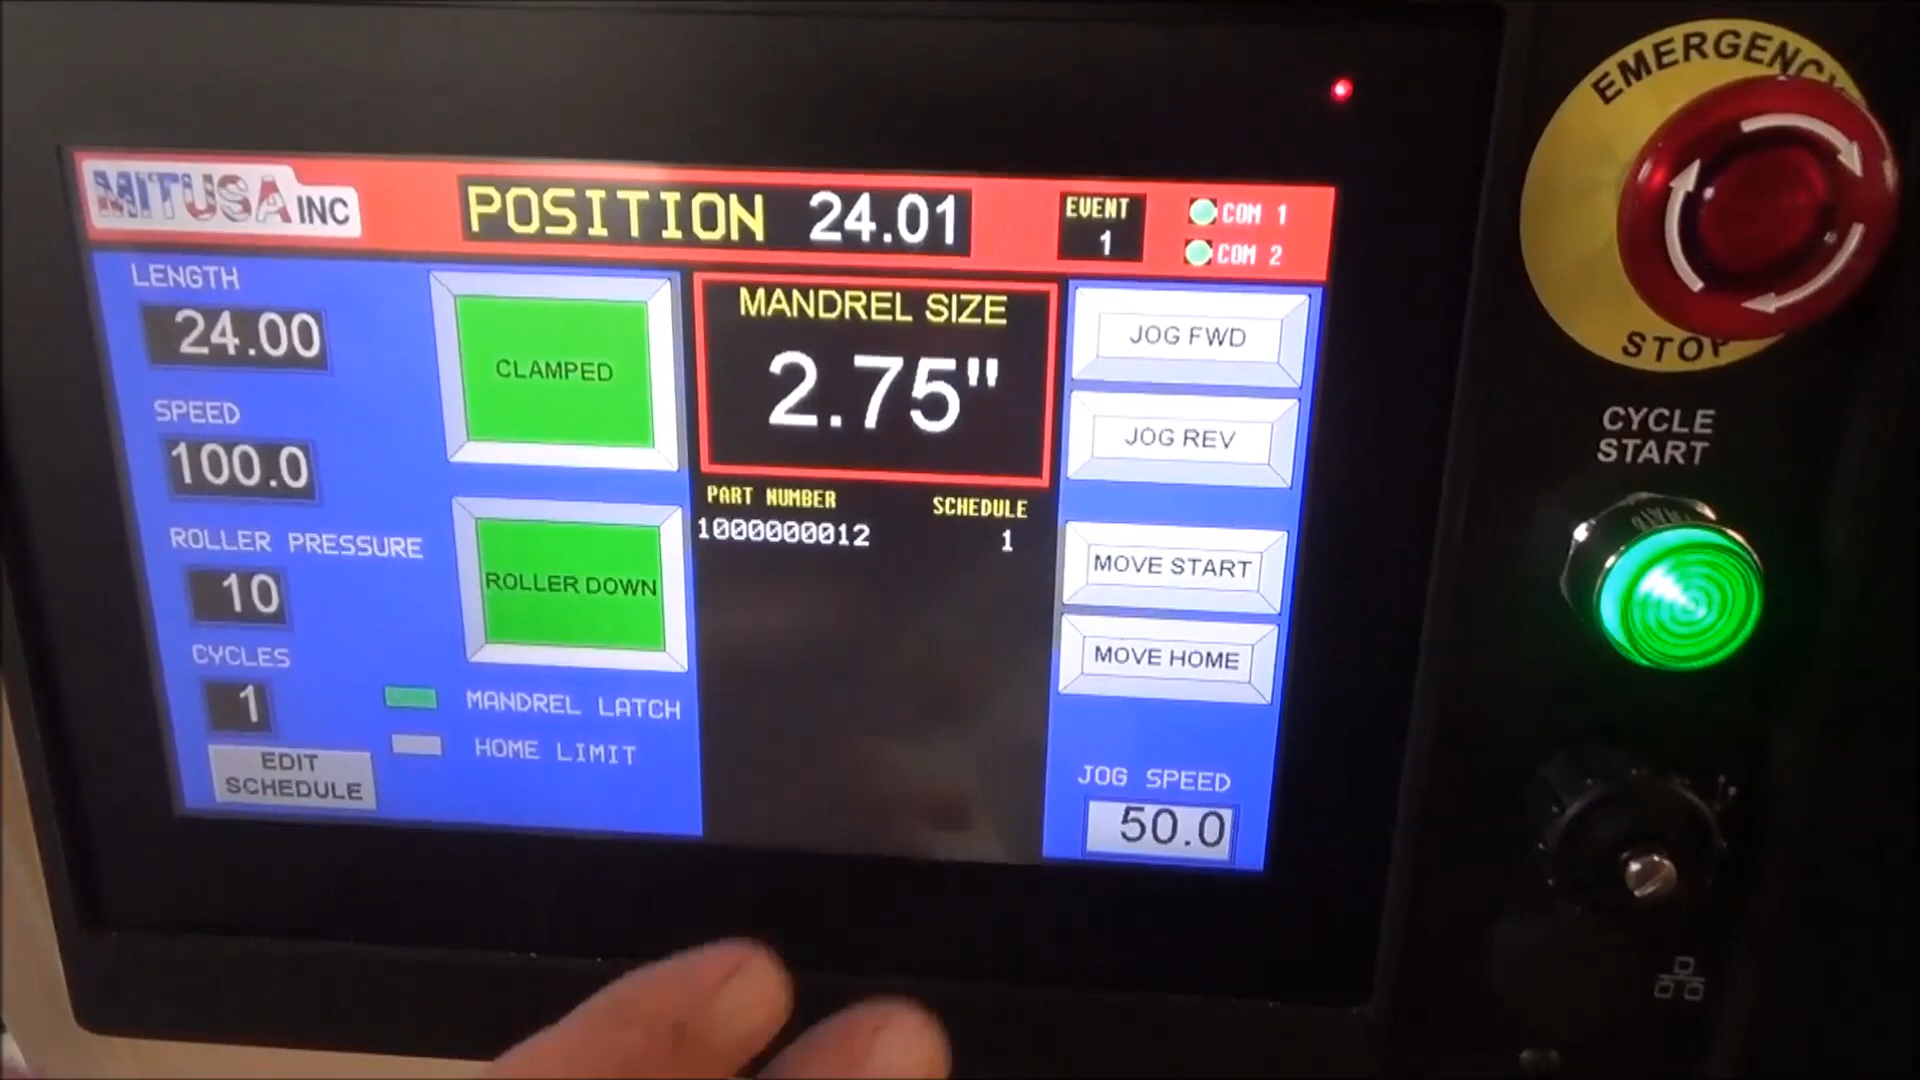 MITUSA INC
POSITION 24.01
EVENT
1
COM 1
COM 2
LENGTH
24.00
SPEED
100.0
ROLLER PRESSURE
10
CYCLES
1
EDIT
SCHEDULE
CLAMPED
ROLLER DOWN
MANDREL LATCH
HOME LIMIT
MANDREL SIZE
2.75"
PART NUMBER SCHEDULE
1000000012 1
JOG FWD
JOG REV
MOVE START
MOVE HOME
JOG SPEED
50.0
EMERGENCY
STOP
CYCLE
START